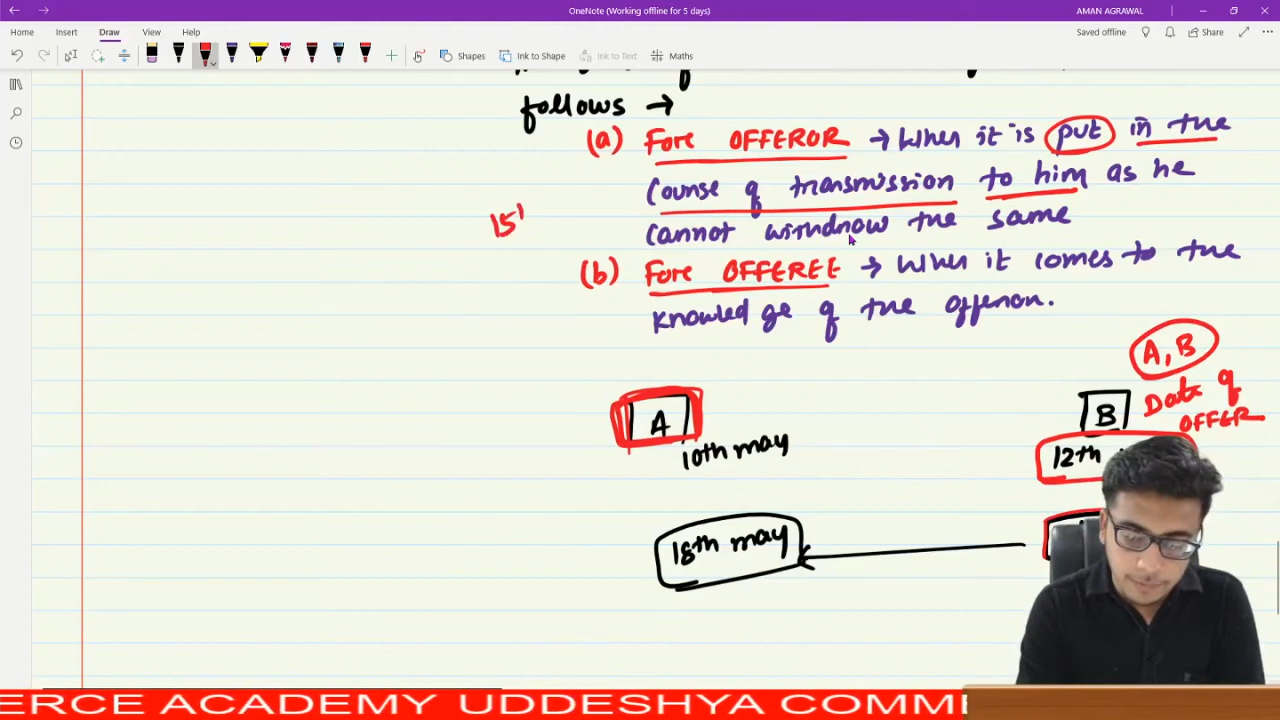 OneNote (Working offline for 5 days)
AMAN AGRAWAL
Home Insert Draw View Help
Saved offline Share
Shapes Ink to Shape Ink to Text Maths
follows →
(a) Fore OFFEROR → When it is put in the
Course of transmission to him as he
15'
cannot withdraw the same
(b) Fore OFFEREE → When it comes to the
knowledge of the offeror.
A, B
A B Date of
OFFER
10th may 12th
18th may
ERCE ACADEMY UDDESHYA COMME